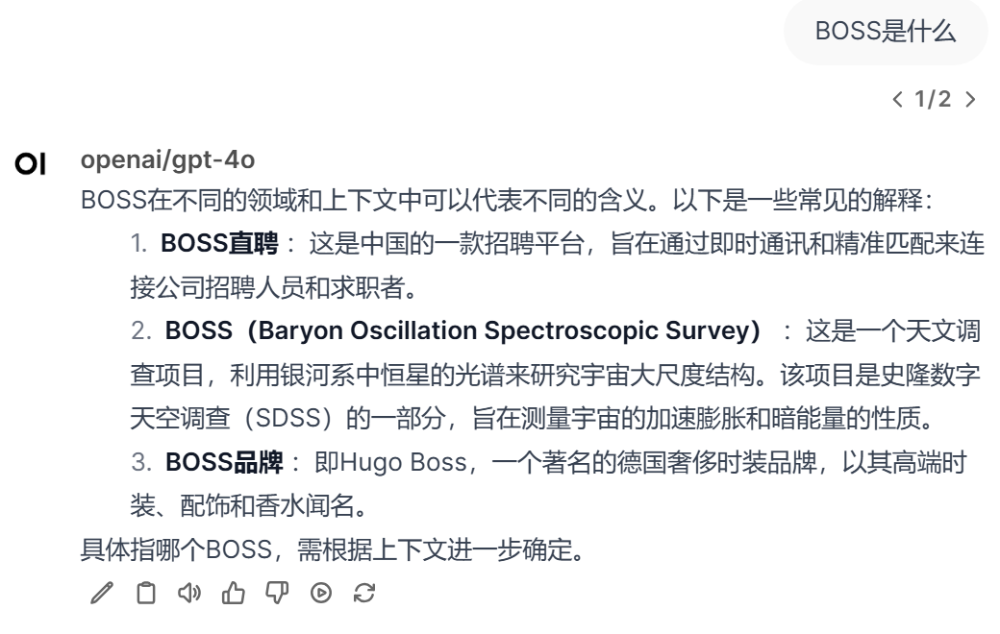 BOSS是什么
1/2
OI openai/gpt-4o
BOSS在不同的领域和上下文中可以代表不同的含义。以下是一些常见的解释：
1. BOSS直聘 ：这是中国的一款招聘平台，旨在通过即时通讯和精准匹配来连
接公司招聘人员和求职者。
2. BOSS（Baryon Oscillation Spectroscopic Survey） ：这是一个天文调
查项目，利用银河系中恒星的光谱来研究宇宙大尺度结构。该项目是史隆数字
天空调查（SDSS）的一部分，旨在测量宇宙的加速膨胀和暗能量的性质。
3. BOSS品牌 ：即Hugo Boss，一个著名的德国奢侈时装品牌，以其高端时
装、配饰和香水闻名。
具体指哪个BOSS，需根据上下文进一步确定。